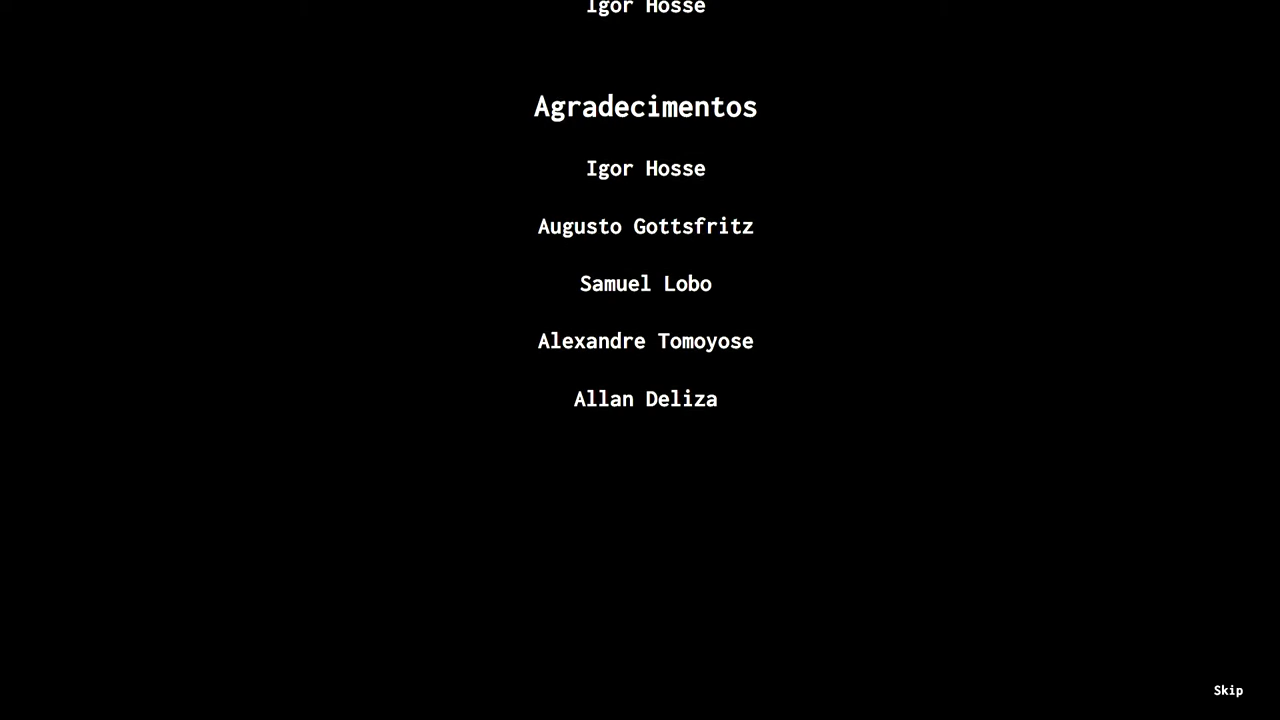 Igor Hosse
Agradecimentos
Igor Hosse
Augusto Gottsfritz
Samuel Lobo
Alexandre Tomoyose
Allan Deliza
Skip